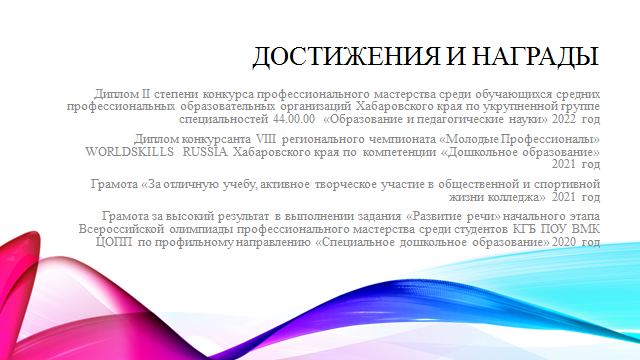 ДОСТИЖЕНИЯ И НАГРАДЫ
Диплом II степени конкурса профессионального мастерства среди обучающихся средних
профессиональных образовательных организаций Хабаровского края по укрупненной группе
специальностей 44.00.00 «Образование и педагогические науки» 2022 год
Диплом конкурсанта VIII регионального чемпионата «Молодые Профессионалы»
WORLDSKILLS RUSSIA Хабаровского края по компетенции «Дошкольное образование»
2021 год
Грамота «За отличную учебу, активное творческое участие в общественной и спортивной
жизни колледжа» 2021 год
Грамота за высокий результат в выполнении задания «Развитие речи» начального этапа
Всероссийской олимпиады профессионального мастерства среди студентов КГБ ПОУ ВМК
ЦОПП по профильному направлению «Специальное дошкольное образование» 2020 год